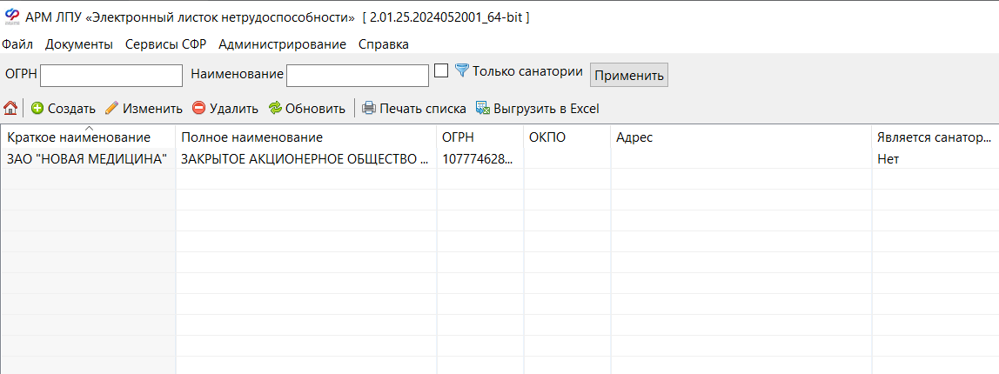 АРМ ЛПУ «Электронный листок нетрудоспособности» [ 2.01.25.2024052001_64-bit ]
Файл Документы Сервисы СФР Администрирование Справка
ОГРН Наименование Только санатории Применить
Создать Изменить Удалить Обновить Печать списка Выгрузить в Excel
Краткое наименование Полное наименование ОГРН ОКПО Адрес Является санатор...
ЗАО "НОВАЯ МЕДИЦИНА" ЗАКРЫТОЕ АКЦИОНЕРНОЕ ОБЩЕСТВО ... 107774628... Нет